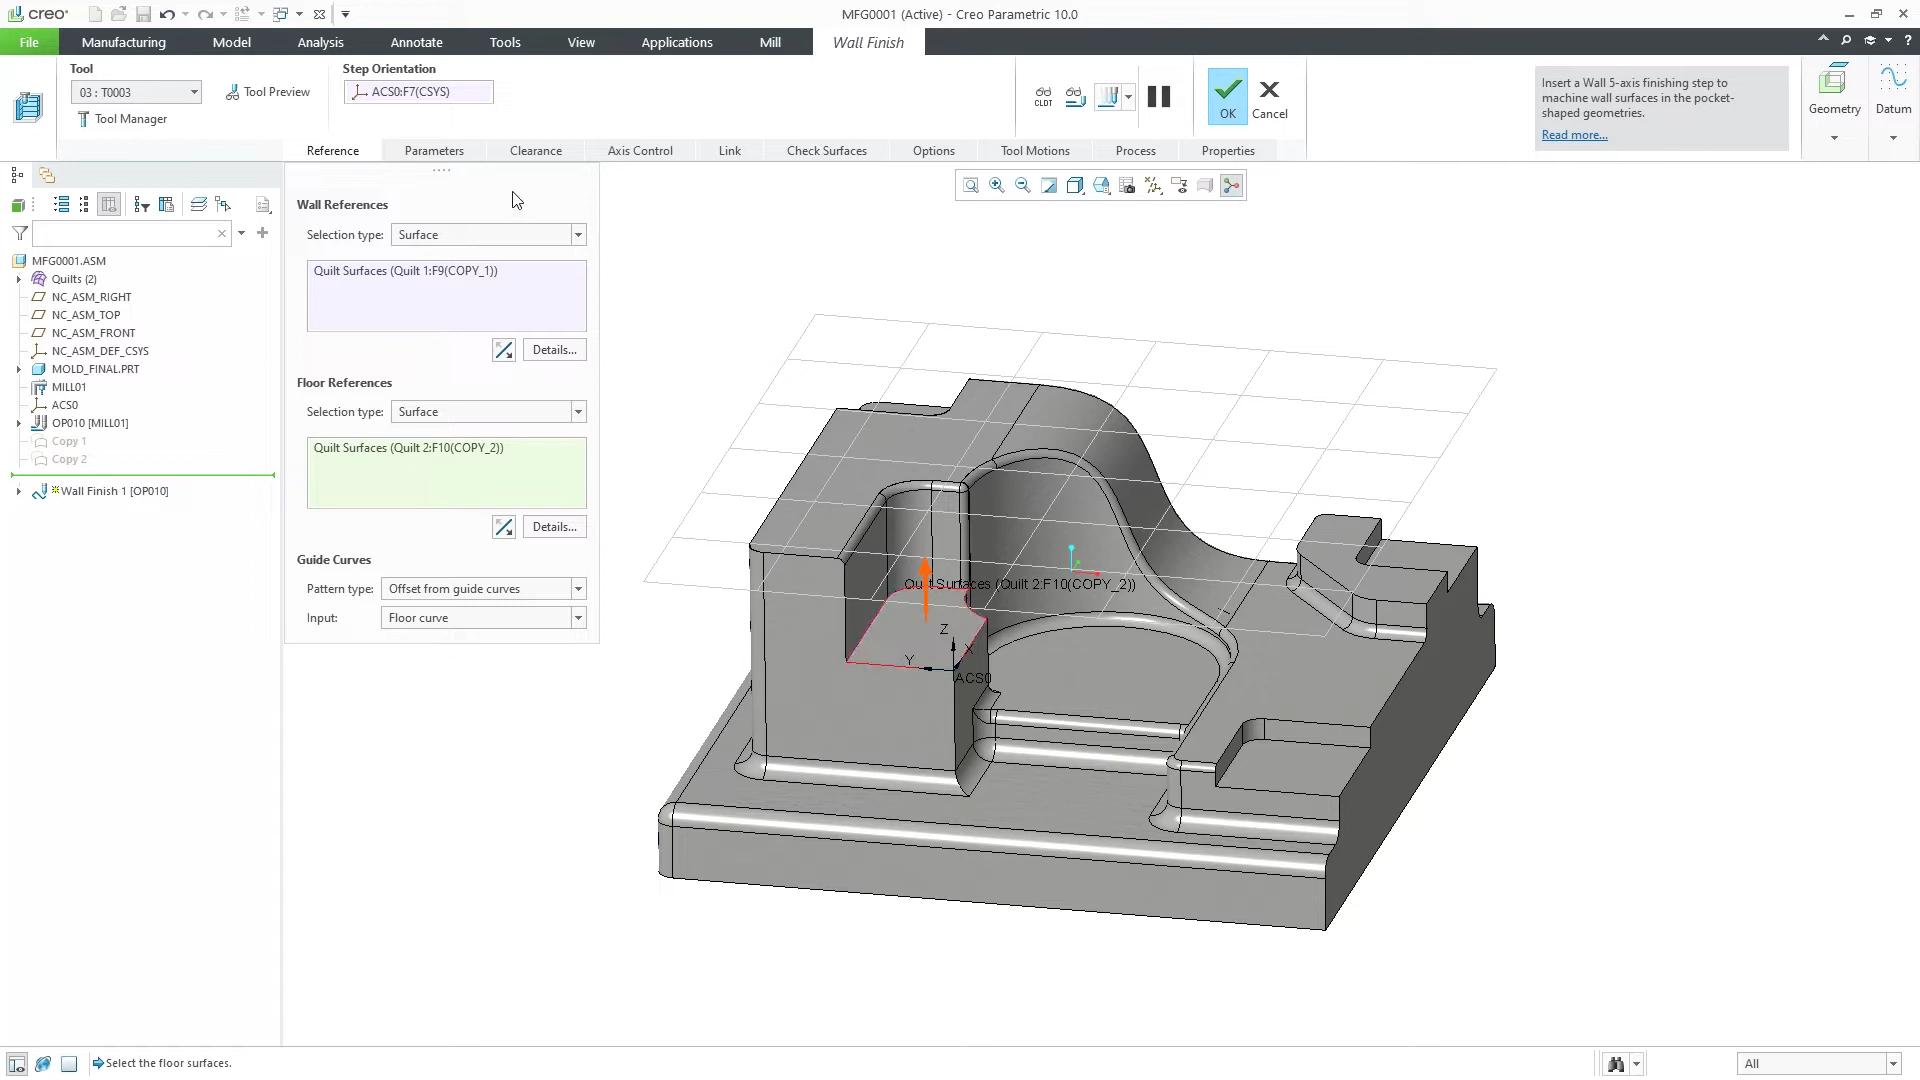 creo
MFG0001 (Active) - Creo Parametric 10.0
File
Manufacturing
Model
Analysis
Annotate
Tools
View
Applications
Mill
Wall Finish
Tool
03 : T0003
Tool Preview
Tool Manager
Step Orientation
ACS0:F7(CSYS)
CLDT
OK
Cancel
Insert a Wall 5-axis finishing step to
machine wall surfaces in the pocket-
shaped geometries.
Read more...
Geometry
Datum
Reference
Parameters
Clearance
Axis Control
Link
Check Surfaces
Options
Tool Motions
Process
Properties
MFG0001.ASM
Quilts (2)
NC_ASM_RIGHT
NC_ASM_TOP
NC_ASM_FRONT
NC_ASM_DEF_CSYS
MOLD_FINAL.PRT
MILL01
ACS0
OP010 [MILL01]
Copy 1
Copy 2
Wall Finish 1 [OP010]
Wall References
Selection type:
Surface
Quilt Surfaces (Quilt 1:F9(COPY_1))
Details...
Floor References
Selection type:
Surface
Quilt Surfaces (Quilt 2:F10(COPY_2))
Details...
Guide Curves
Pattern type:
Offset from guide curves
Input:
Floor curve
Quilt Surfaces (Quilt 2:F10(COPY_2))
Z
X
Y
ACS0
Select the floor surfaces.
All